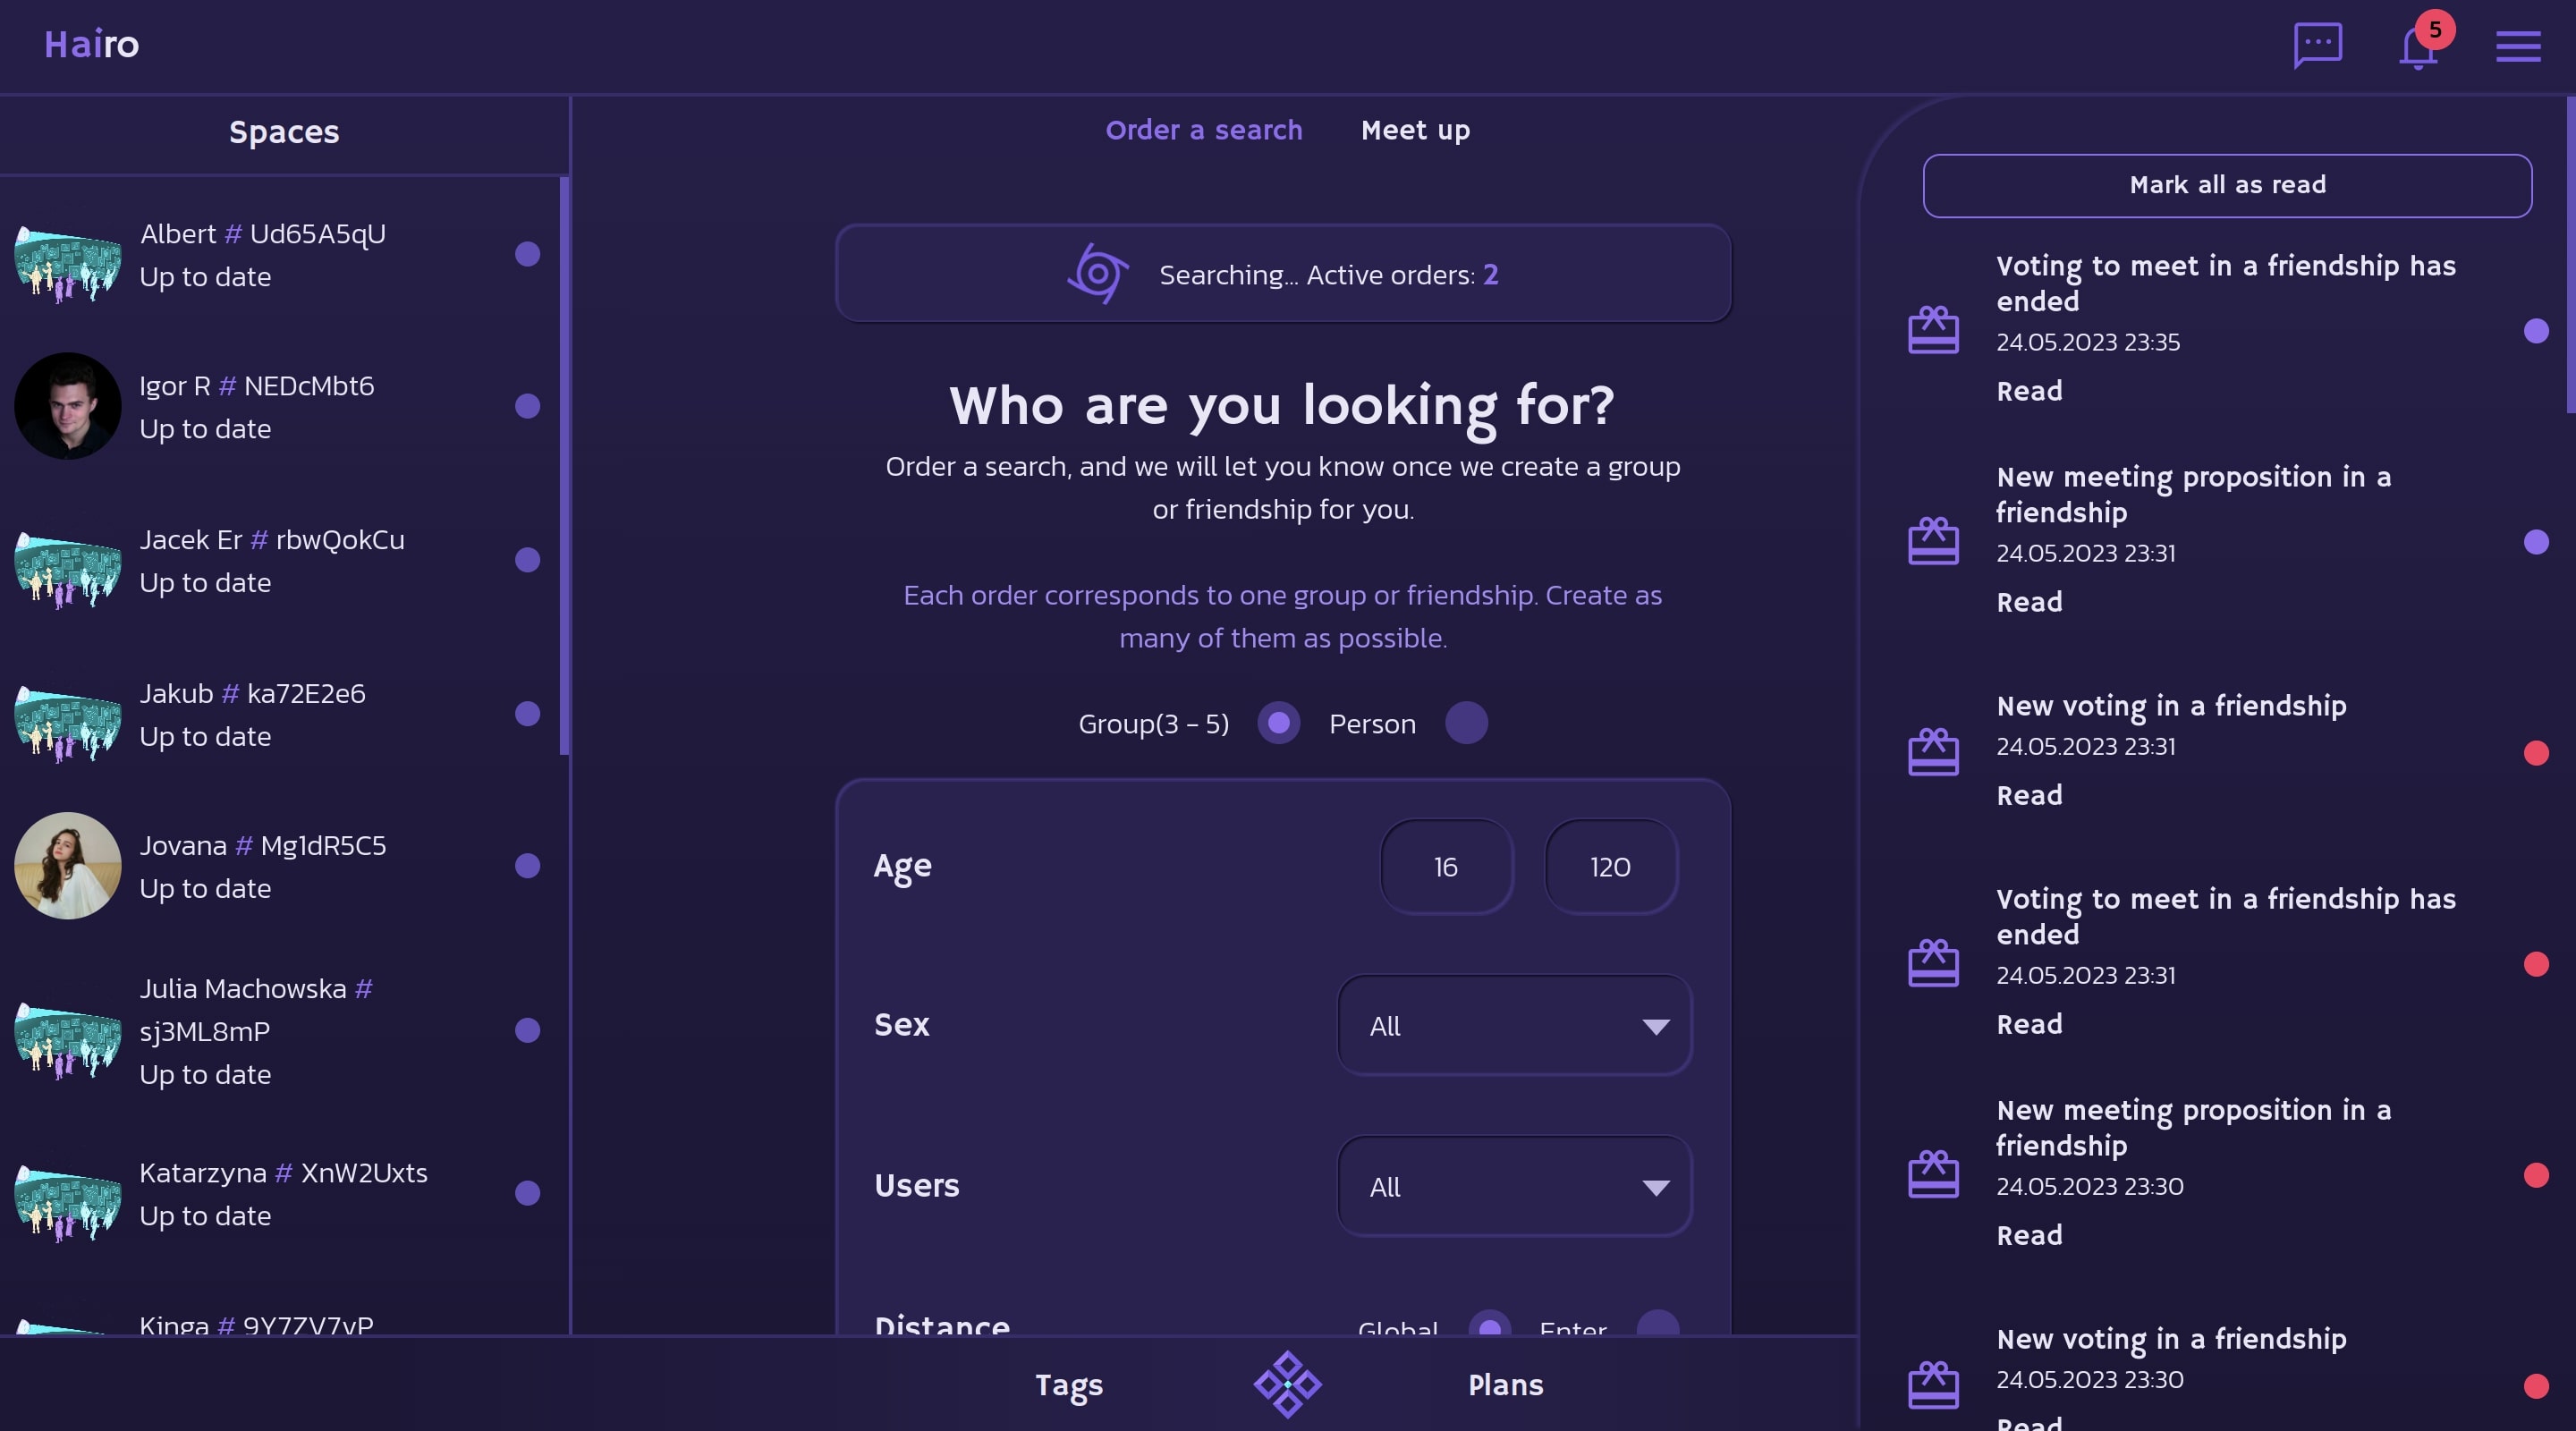 Hairo
5
Spaces
Albert # Ud65A5qU
Up to date
Igor R # NEDcMbt6
Up to date
Jacek Er # rbwQokCu
Up to date
Jakub # ka72E2e6
Up to date
Jovana # Mg1dR5C5
Up to date
Julia Machowska #
sj3ML8mP
Up to date
Katarzyna # XnW2Uxts
Up to date
Kinga # 9Y7ZV7vP
Order a search
Meet up
Searching... Active orders: 2
Who are you looking for?
Order a search, and we will let you know once we create a group
or friendship for you.
Each order corresponds to one group or friendship. Create as
many of them as possible.
Group(3 - 5)
Person
Age
16
120
Sex
All
Users
All
Distance
Global
Enter
Tags
Plans
Mark all as read
Voting to meet in a friendship has
ended
24.05.2023 23:35
Read
New meeting proposition in a
friendship
24.05.2023 23:31
Read
New voting in a friendship
24.05.2023 23:31
Read
Voting to meet in a friendship has
ended
24.05.2023 23:31
Read
New meeting proposition in a
friendship
24.05.2023 23:30
Read
New voting in a friendship
24.05.2023 23:30
Read